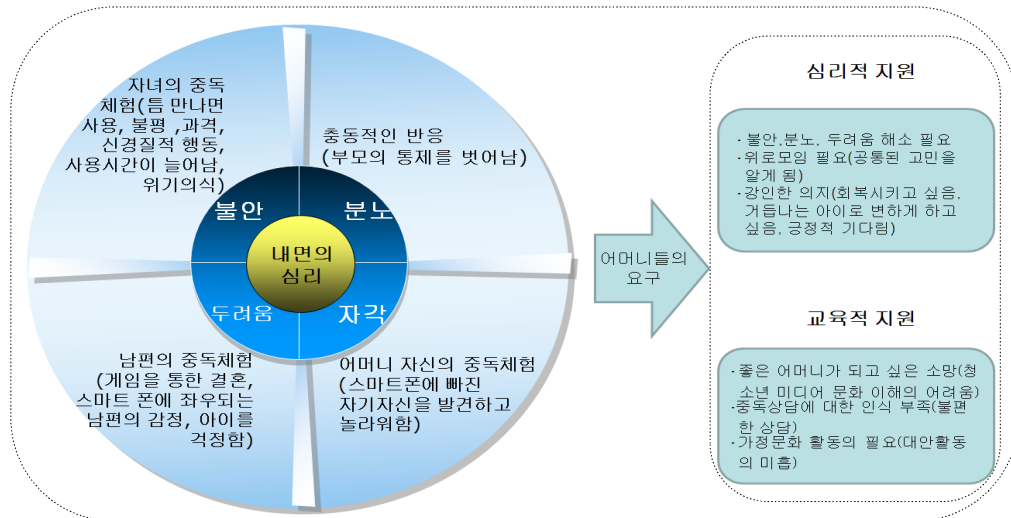 자녀의 중독
체험(틈 만나면
사용, 불평 ,과격,
신경질적 행동,
사용시간이 늘어남,
위기의식)
충동적인 반응
(부모의 통제를 벗어남)
불안
분노
내면의
심리
두려움
자각
남편의 중독체험
(게임을 통한 결혼,
스마트 폰에 좌우되는
남편의 감정, 아이를
걱정함)
어머니 자신의 중독체험
(스마트폰에 빠진
자기자신을 발견하고
놀라워함)
어머니들의
요구
심리적 지원
· 불안,분노, 두려움 해소 필요
· 위로모임 필요(공통된 고민을
알게 됨)
· 강인한 의지(회복시키고 싶음,
거듭나는 아이로 변하게 하고
싶음, 긍정적 기다림)
교육적 지원
· 좋은 어머니가 되고 싶은 소망(청
소년 미디어 문화 이해의 어려움)
· 중독상담에 대한 인식 부족(불편
한 상담)
· 가정문화 활동의 필요(대안활동
의 미흡)